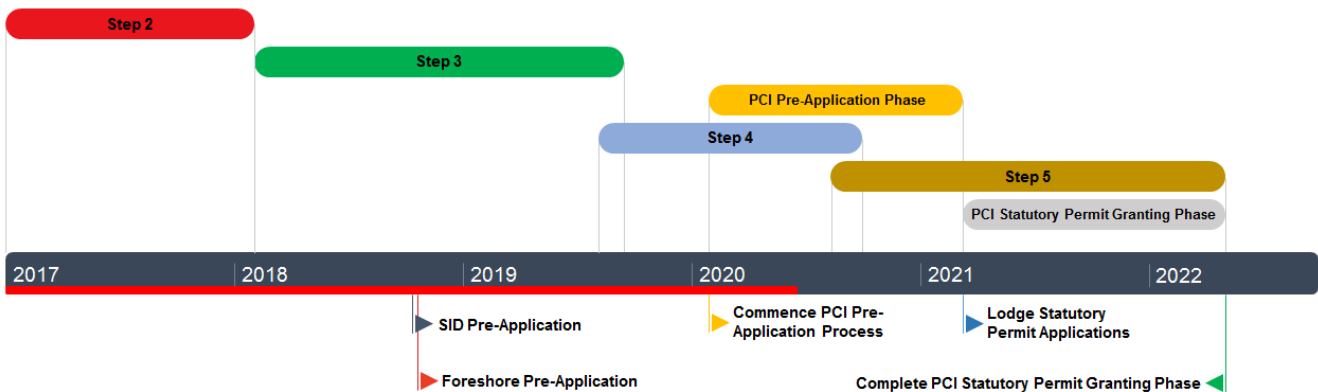 Step 2
Step 3
PCI Pre-Application Phase
Step 4
Step 5
PCI Statutory Permit Granting Phase
2017 2018 2019 2020 2021 2022
SID Pre-Application
Commence PCI Pre-
Application Process
Lodge Statutory
Permit Applications
Foreshore Pre-Application
Complete PCI Statutory Permit Granting Phase